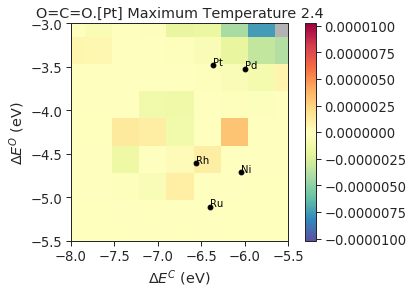 O=C=O.[Pt] Maximum Temperature 2.4
−3.0
−3.5
−4.0
−4.5
−5.0
−5.5
ΔE^O (eV)
Pt
Pd
Rh
Ni
Ru
−8.0 −7.5 −7.0 −6.5 −6.0 −5.5
ΔE^C (eV)
0.0000100
0.0000075
0.0000050
0.0000025
0.0000000
−0.0000025
−0.0000050
−0.0000075
−0.0000100